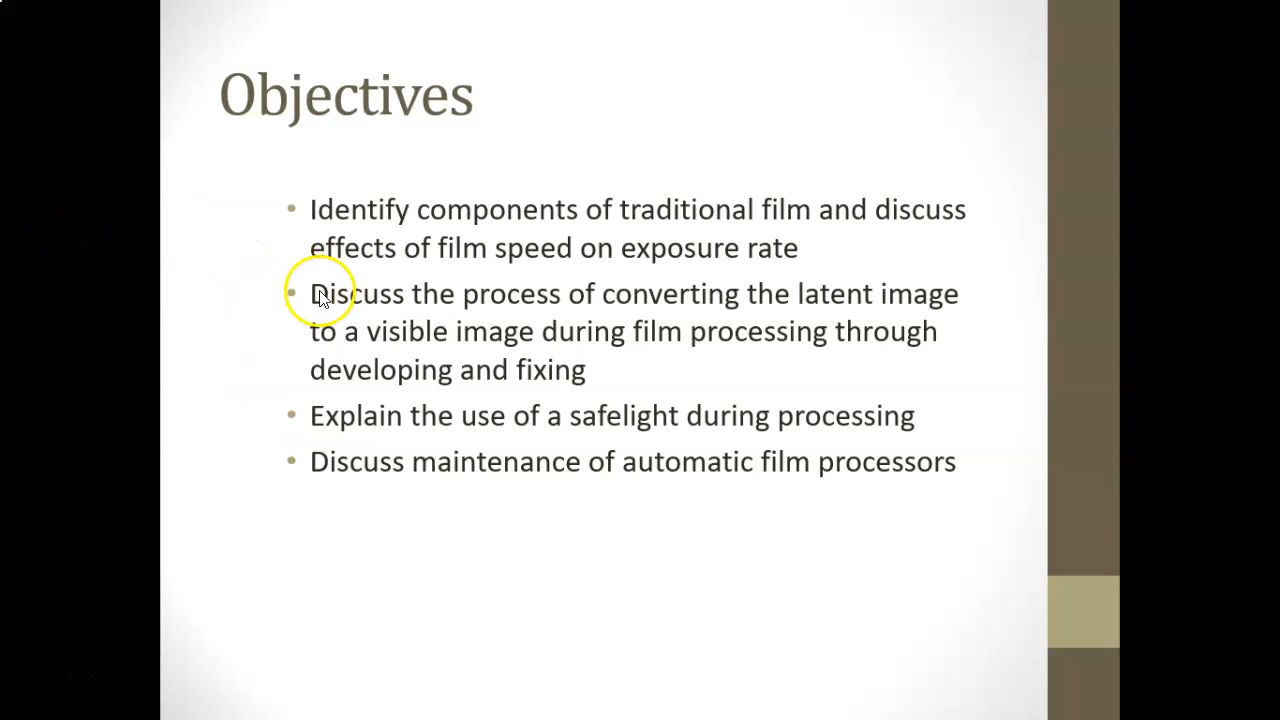 Objectives
• Identify components of traditional film and discuss
effects of film speed on exposure rate
• Discuss the process of converting the latent image
to a visible image during film processing through
developing and fixing
• Explain the use of a safelight during processing
• Discuss maintenance of automatic film processors